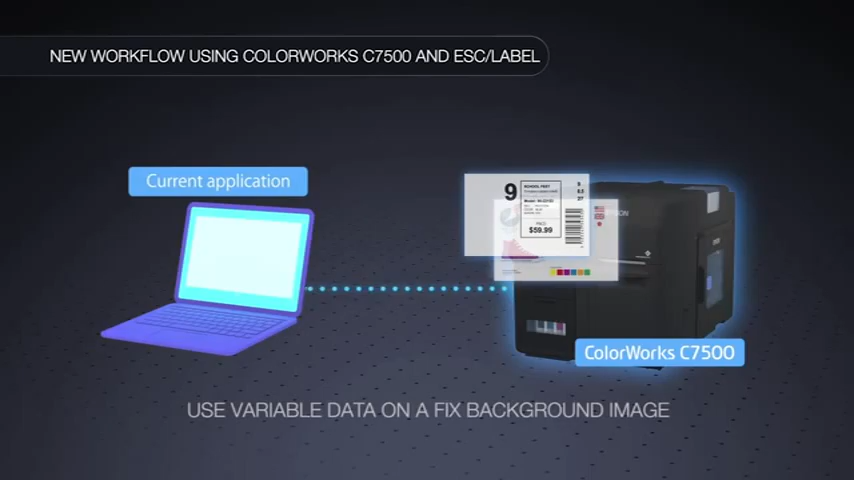 NEW WORKFLOW USING COLORWORKS C7500 AND ESC/LABEL
Current application
9
$59.99
ColorWorks C7500
USE VARIABLE DATA ON A FIX BACKGROUND IMAGE